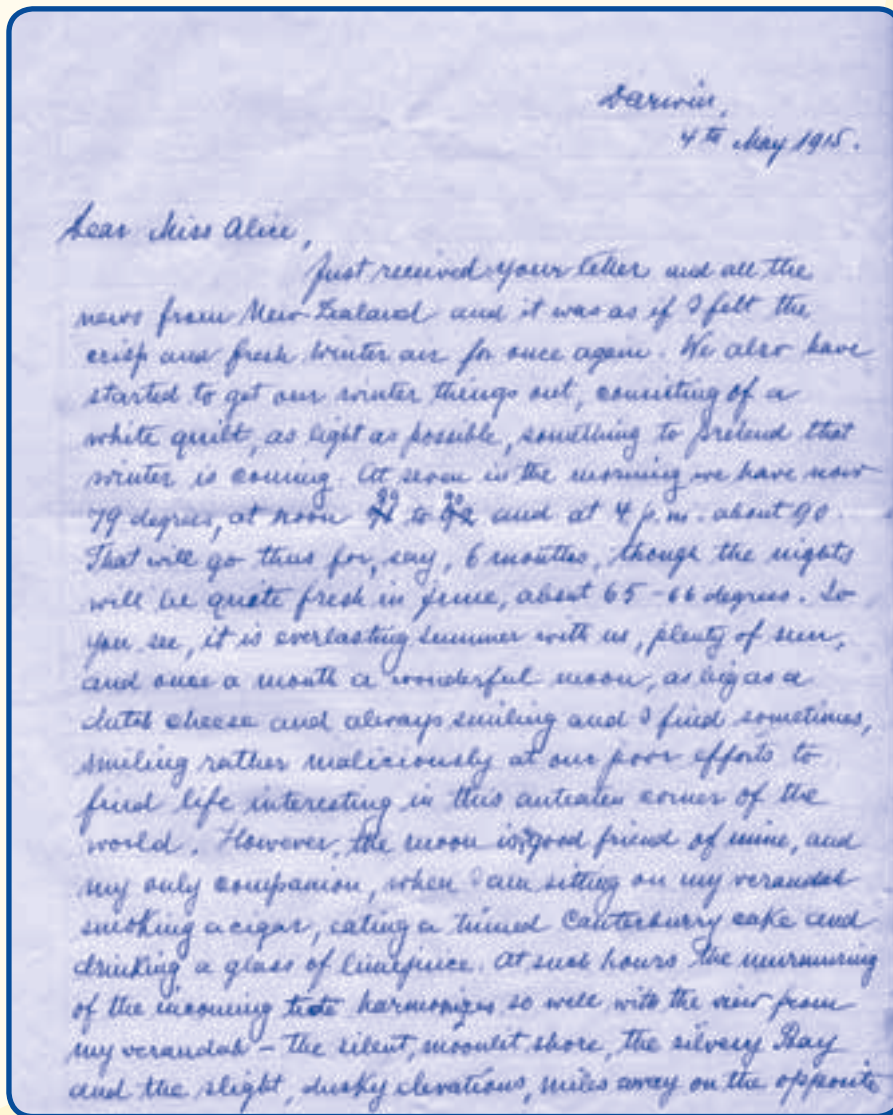 Darwin,
4th May 1915.
Dear Miss Alice,
Just received your letter and all the
news from New Zealand and it was as if I felt the
crisp and fresh winter air for once again. We also have
started to get our winter things out, consisting of a
white quilt, as light as possible, something to pretend that
winter is coming. At seven in the morning we have now
79 degrees, at noon 89 to 90 and at 4 p.m. about 90.
That will go thus for, say, 6 months, though the nights
will be quite fresh in June, about 65-66 degrees. So
you see, it is everlasting summer with us, plenty of sun,
and once a month a wonderful moon, as big as a
dutch cheese and always smiling and I find sometimes,
smiling rather maliciously at our poor efforts to
find life interesting in this anteaten corner of the
world. However, the moon is good friend of mine, and
my only companion, when I am sitting on my verandah
smoking a cigar, eating a tinned Canterburry cake and
drinking a glass of limejuice. At such hours the murmuring
of the incoming tide harmonizes so well with the view from
my verandah - the silent, moonlit shore, the silvery Bay
and the slight, dusky elevations, miles away on the opposite